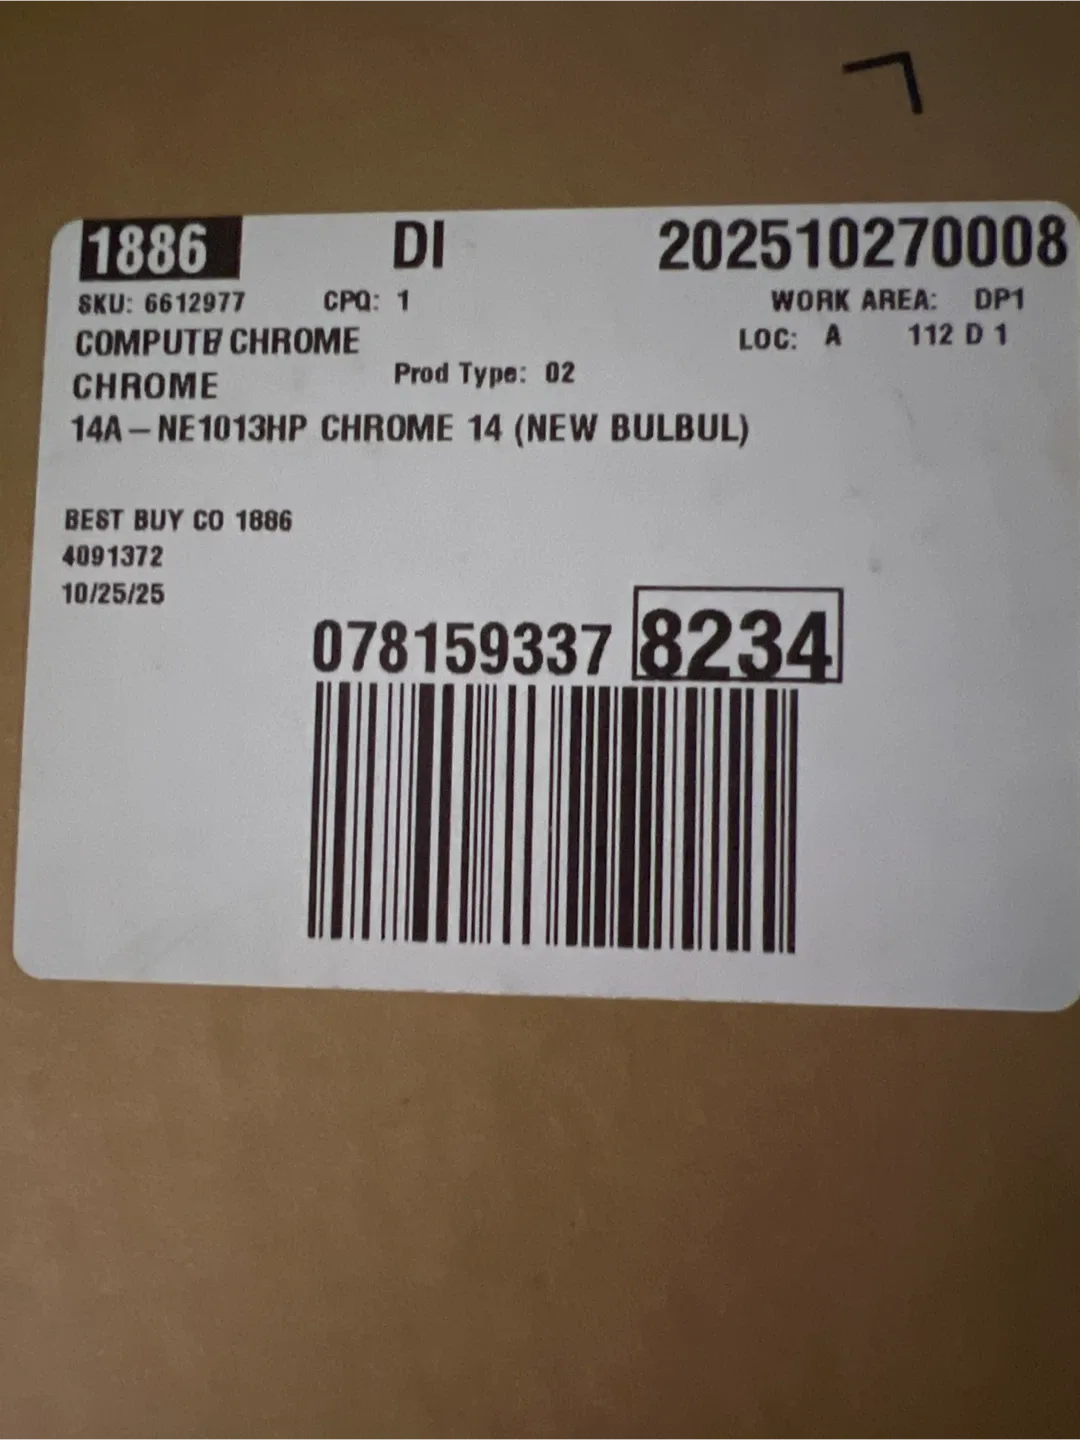 1886 DI 202510270008
SKU: 6612977 CPQ: 1 WORK AREA: DP1
COMPUTE CHROME LOC: A 112 D 1
CHROME Prod Type: 02
14A-NE1013HP CHROME 14 (NEW BULBUL)
BEST BUY CO 1886
4091372
10/25/25
078159337 8234